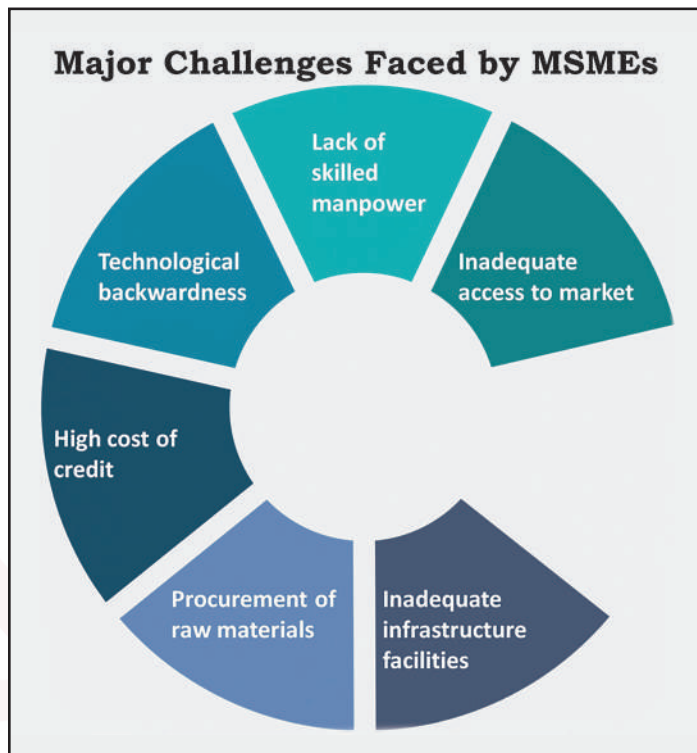 Major Challenges Faced by MSMEs
Lack of
skilled
manpower
Inadequate
access to market
Technological
backwardness
High cost of
credit
Procurement of
raw materials
Inadequate
infrastructure
facilities